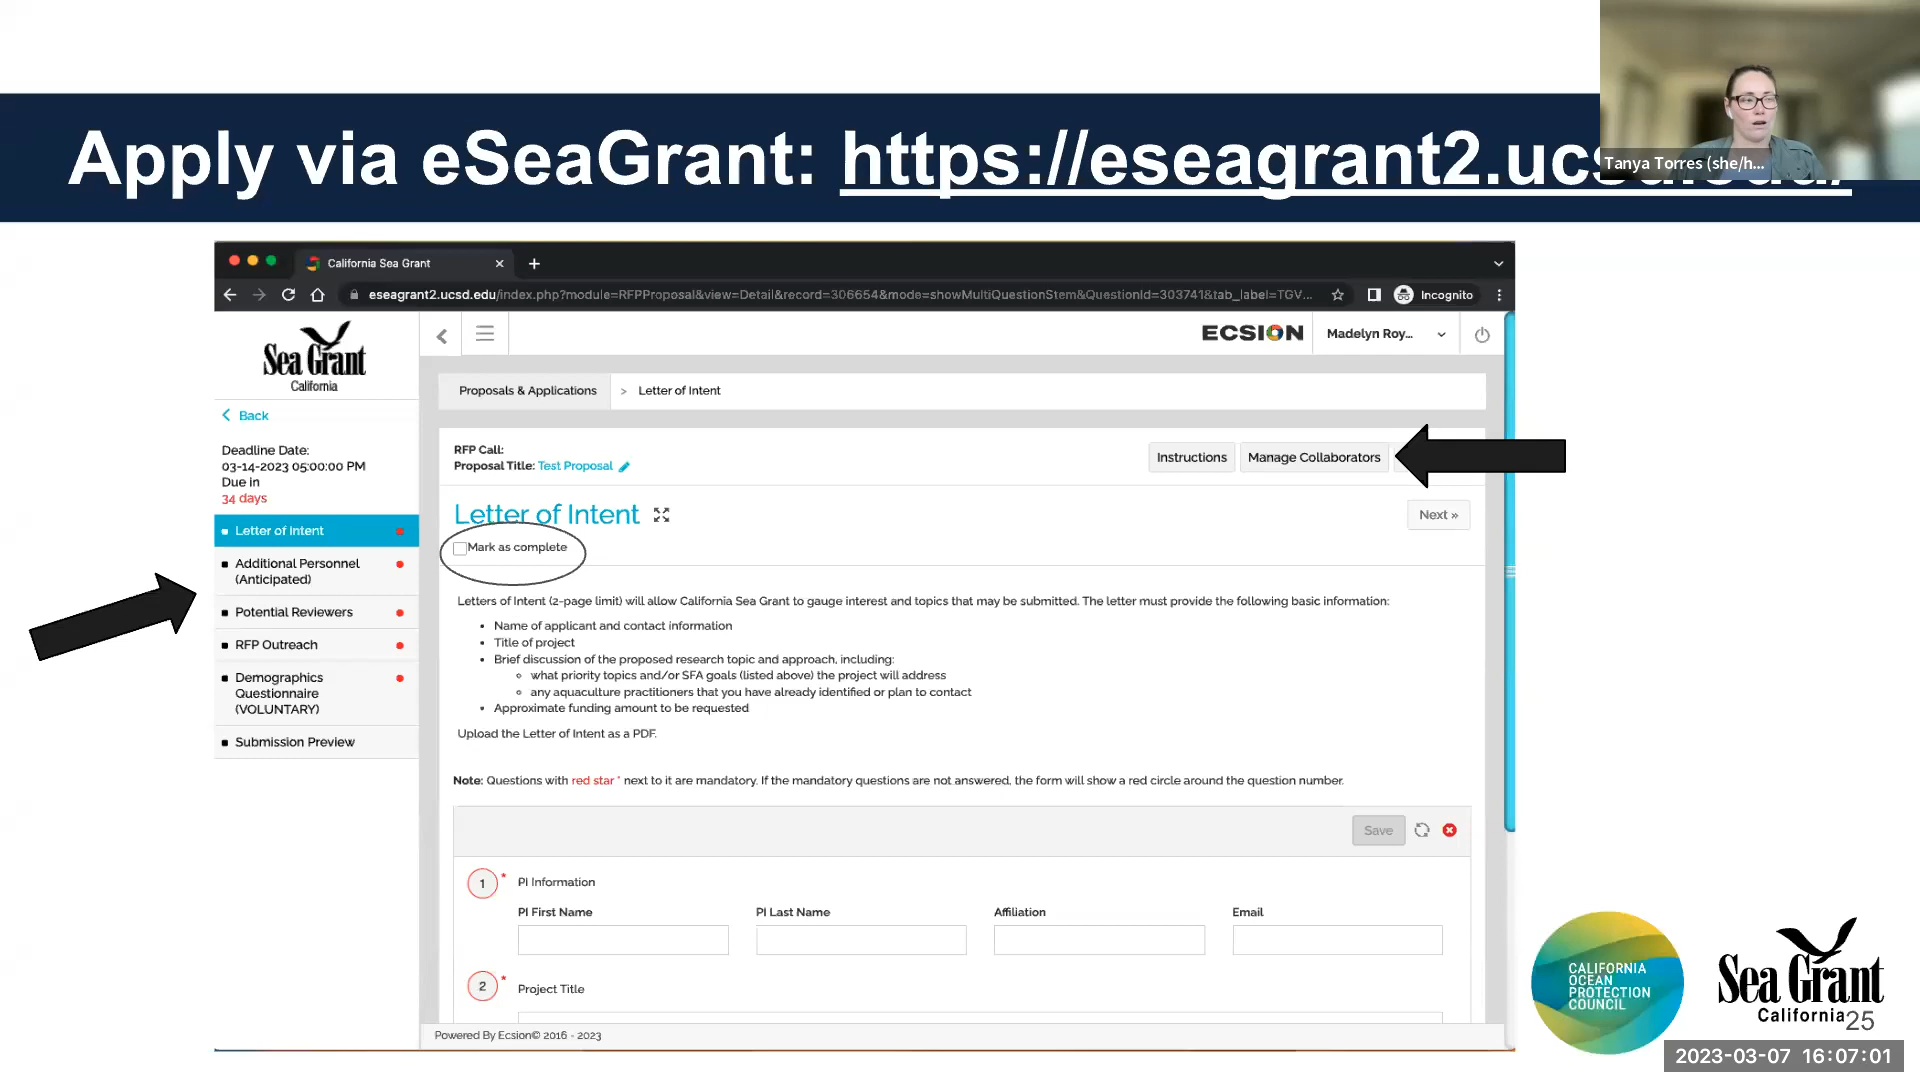 Apply via eSeaGrant: https://eseagrant2.ucsd.edu/
Tanya Torres (she/h...
California Sea Grant
eseagrant2.ucsd.edu/index.php?module=RFPProposal&view=Detail&record=306654&mode=showMultiQuestionStem&QuestionId=303741&tab_label=TGV...
Incognito
Sea Grant
California
ECSION
Madelyn Roy...
Proposals & Applications > Letter of Intent
Back
Deadline Date:
03-14-2023 05:00:00 PM
Due in
34 days
Letter of Intent
Additional Personnel
(Anticipated)
Potential Reviewers
RFP Outreach
Demographics
Questionnaire
(VOLUNTARY)
Submission Preview
RFP Call:
Proposal Title: Test Proposal
Instructions
Manage Collaborators
Letter of Intent
Next »
Mark as complete
Letters of Intent (2-page limit) will allow California Sea Grant to gauge interest and topics that may be submitted. The letter must provide the following basic information:
• Name of applicant and contact information
• Title of project
• Brief discussion of the proposed research topic and approach, including:
◦ what priority topics and/or SFA goals (listed above) the project will address
◦ any aquaculture practitioners that you have already identified or plan to contact
• Approximate funding amount to be requested
Upload the Letter of Intent as a PDF.
Note: Questions with red star * next to it are mandatory. If the mandatory questions are not answered, the form will show a red circle around the question number.
Save
1 * PI Information
PI First Name PI Last Name Affiliation Email
2 * Project Title
Powered By Ecsion© 2016 - 2023
CALIFORNIA
OCEAN
PROTECTION
COUNCIL
Sea Grant
California
25
2023-03-07 16:07:01